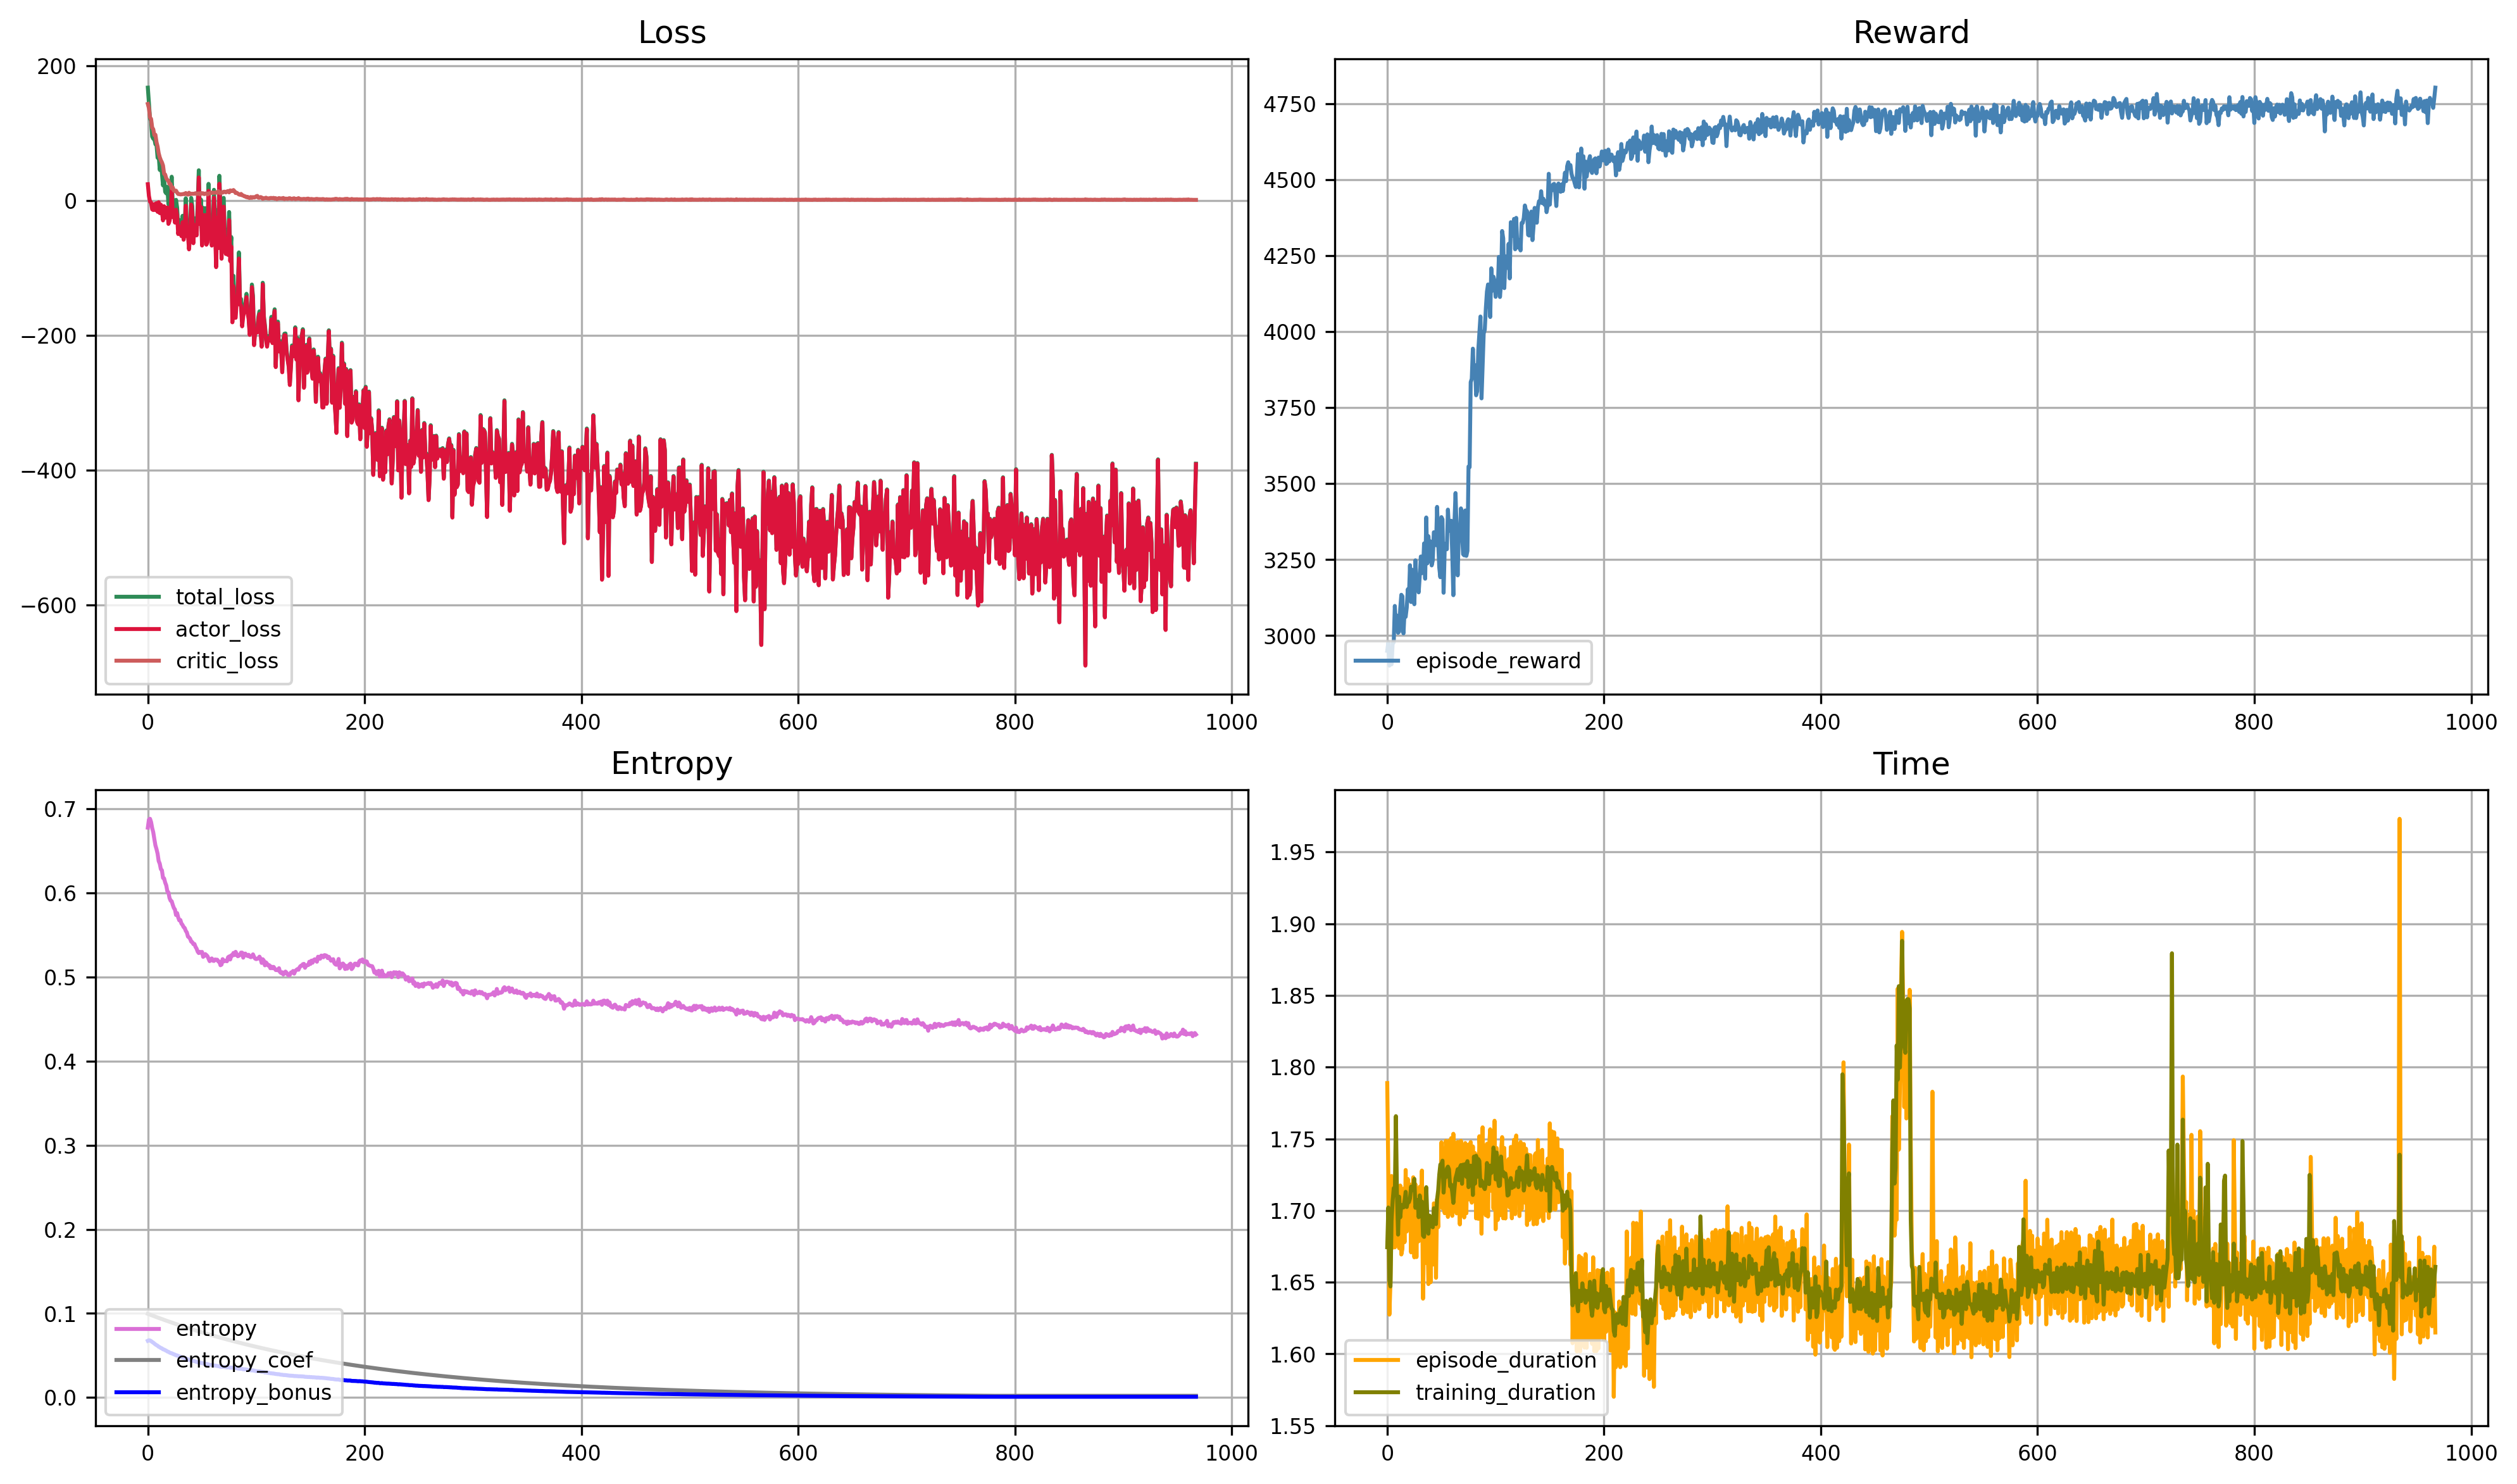 Loss
200
0
−200
−400
−600
total_loss
actor_loss
critic_loss
0 200 400 600 800 1000
Reward
4750
4500
4250
4000
3750
3500
3250
3000
episode_reward
0 200 400 600 800 1000
Entropy
0.7
0.6
0.5
0.4
0.3
0.2
0.1
0.0
entropy
entropy_coef
entropy_bonus
0 200 400 600 800 1000
Time
1.95
1.90
1.85
1.80
1.75
1.70
1.65
1.60
1.55
episode_duration
training_duration
0 200 400 600 800 1000